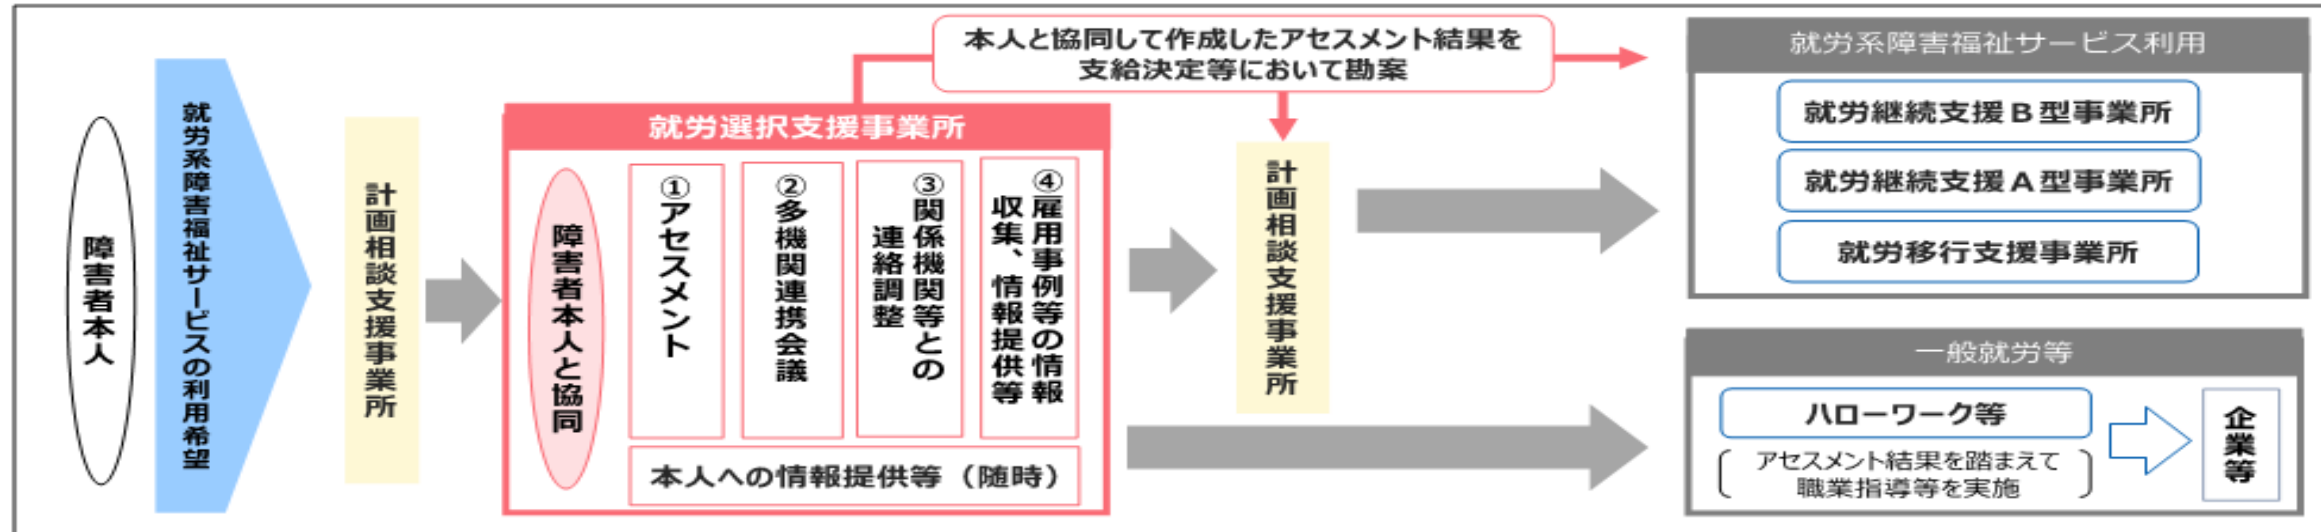 障害者本人
就労系障害福祉サービスの利用希望
計画相談支援事業所
就労選択支援事業所
障害者本人と協同
①アセスメント
②多機関連携会議
③関係機関等との
連絡調整
④雇用事例等の情報
収集、情報提供等
本人への情報提供等（随時）
本人と協同して作成したアセスメント結果を
支給決定等において勘案
計画相談支援事業所
就労系障害福祉サービス利用
就労継続支援Ｂ型事業所
就労継続支援Ａ型事業所
就労移行支援事業所
一般就労等
ハローワーク等
アセスメント結果を踏まえて
職業指導等を実施
企業等